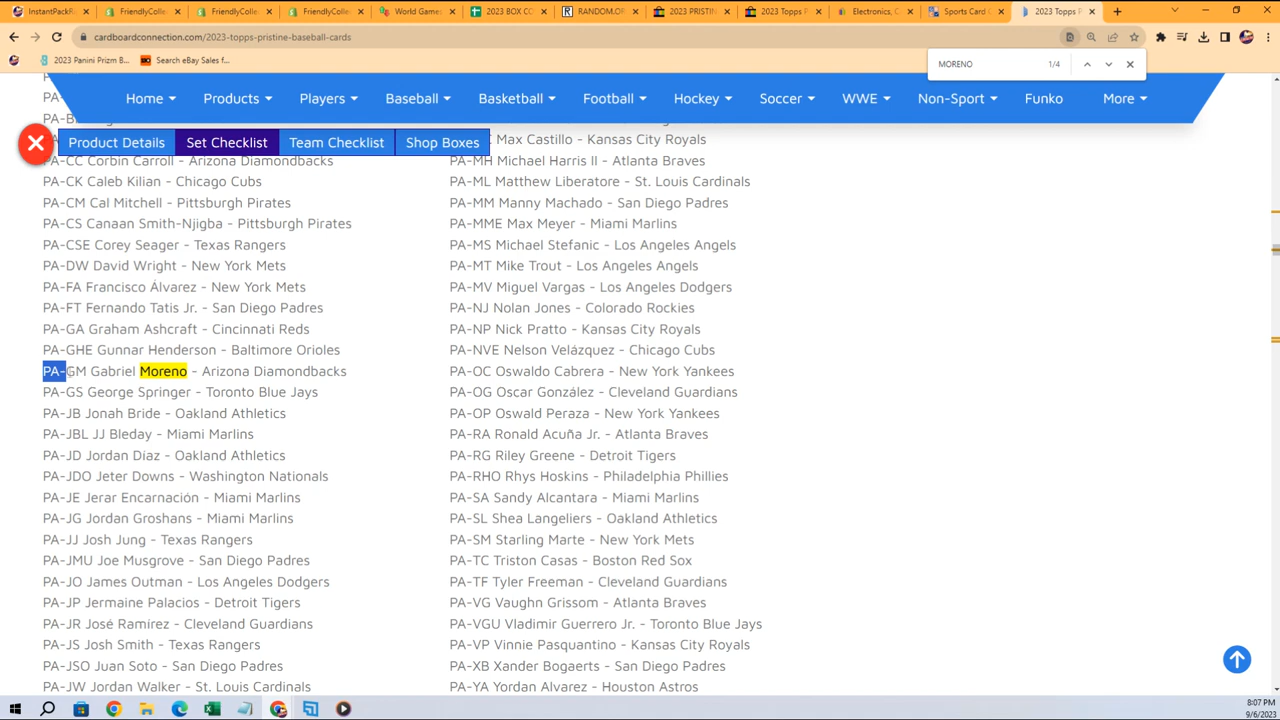 InstantPackR
FriendlyColle
FriendlyColle
FriendlyColle
World Game
2023 BOX CO
RANDOM.OR
2023 PRISTIN
2023 Topps P
Electronics, C
Sports Card
2023 Topps P
cardboardconnection.com/2023-topps-pristine-baseball-cards
2023 Panini Prizm B...
Search eBay Sales f...
MORENO
1/4
Home
Products
Players
Baseball
Basketball
Football
Hockey
Soccer
WWE
Non-Sport
Funko
More
Product Details
Set Checklist
Team Checklist
Shop Boxes
PA-CC Corbin Carroll - Arizona Diamondbacks
PA-CK Caleb Kilian - Chicago Cubs
PA-CM Cal Mitchell - Pittsburgh Pirates
PA-CS Canaan Smith-Njigba - Pittsburgh Pirates
PA-CSE Corey Seager - Texas Rangers
PA-DW David Wright - New York Mets
PA-FA Francisco Álvarez - New York Mets
PA-FT Fernando Tatis Jr. - San Diego Padres
PA-GA Graham Ashcraft - Cincinnati Reds
PA-GHE Gunnar Henderson - Baltimore Orioles
PA-GM Gabriel Moreno - Arizona Diamondbacks
PA-GS George Springer - Toronto Blue Jays
PA-JB Jonah Bride - Oakland Athletics
PA-JBL JJ Bleday - Miami Marlins
PA-JD Jordan Diaz - Oakland Athletics
PA-JDO Jeter Downs - Washington Nationals
PA-JE Jerar Encarnación - Miami Marlins
PA-JG Jordan Groshans - Miami Marlins
PA-JJ Josh Jung - Texas Rangers
PA-JMU Joe Musgrove - San Diego Padres
PA-JO James Outman - Los Angeles Dodgers
PA-JP Jermaine Palacios - Detroit Tigers
PA-JR José Ramírez - Cleveland Guardians
PA-JS Josh Smith - Texas Rangers
PA-JSO Juan Soto - San Diego Padres
PA-JW Jordan Walker - St. Louis Cardinals
Max Castillo - Kansas City Royals
PA-MH Michael Harris II - Atlanta Braves
PA-ML Matthew Liberatore - St. Louis Cardinals
PA-MM Manny Machado - San Diego Padres
PA-MME Max Meyer - Miami Marlins
PA-MS Michael Stefanic - Los Angeles Angels
PA-MT Mike Trout - Los Angeles Angels
PA-MV Miguel Vargas - Los Angeles Dodgers
PA-NJ Nolan Jones - Colorado Rockies
PA-NP Nick Pratto - Kansas City Royals
PA-NVE Nelson Velázquez - Chicago Cubs
PA-OC Oswaldo Cabrera - New York Yankees
PA-OG Oscar González - Cleveland Guardians
PA-OP Oswald Peraza - New York Yankees
PA-RA Ronald Acuña Jr. - Atlanta Braves
PA-RG Riley Greene - Detroit Tigers
PA-RHO Rhys Hoskins - Philadelphia Phillies
PA-SA Sandy Alcantara - Miami Marlins
PA-SL Shea Langeliers - Oakland Athletics
PA-SM Starling Marte - New York Mets
PA-TC Triston Casas - Boston Red Sox
PA-TF Tyler Freeman - Cleveland Guardians
PA-VG Vaughn Grissom - Atlanta Braves
PA-VGU Vladimir Guerrero Jr. - Toronto Blue Jays
PA-VP Vinnie Pasquantino - Kansas City Royals
PA-XB Xander Bogaerts - San Diego Padres
PA-YA Yordan Alvarez - Houston Astros
8:07 PM
9/6/2023